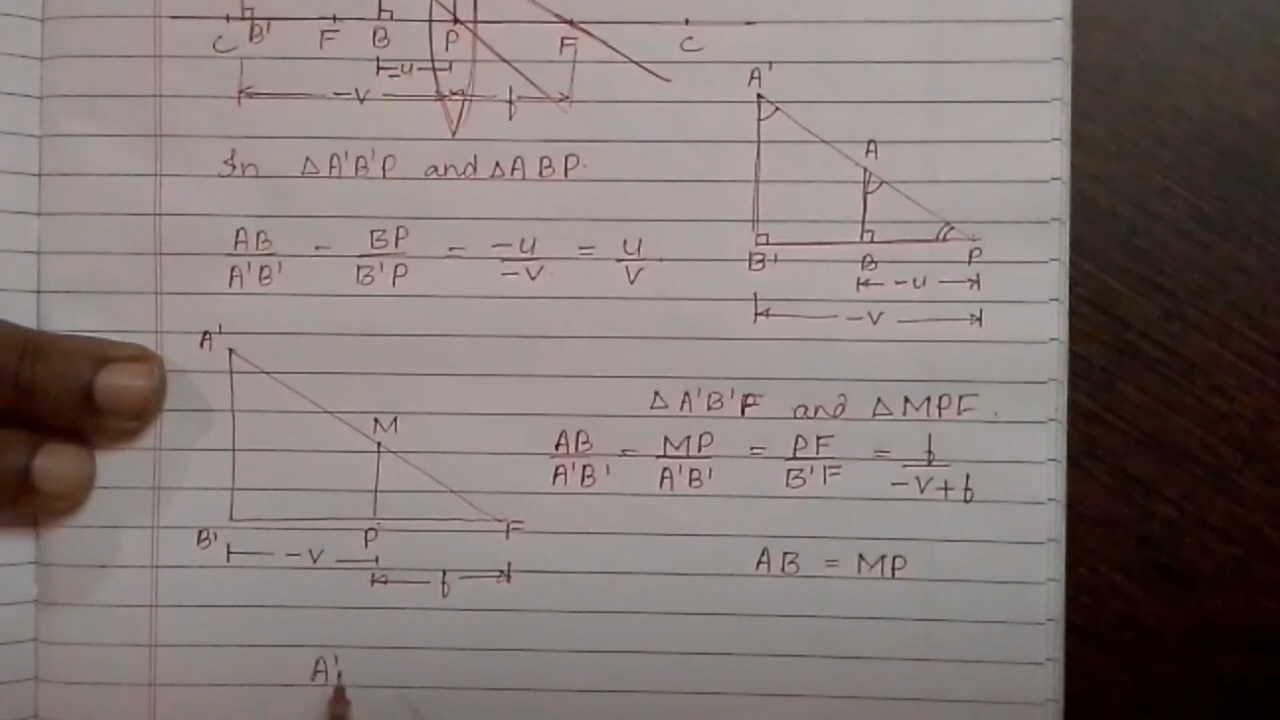 C B' F B P F C
-u
-v f
In ΔA'B'P and ΔABP.
AB/A'B' - BP/B'P - -u/-v = u/v
A'
A
B' B P
-u
-v
A'
M
B' P F
-v
f
ΔA'B'F and ΔMPF.
AB/A'B' = MP/A'B' = PF/B'F = f/-v+f
AB = MP
A'